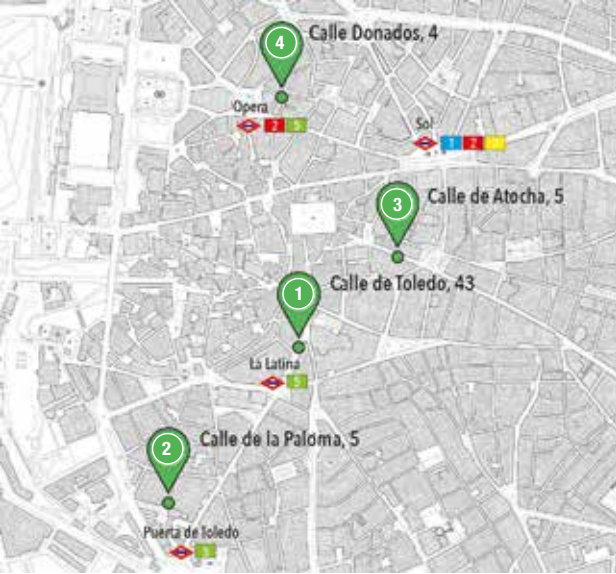 4
Calle Donados, 4
Opera
2 5
Sol
1 2 3
3
Calle de Atocha, 5
1
Calle de Toledo, 43
La Latina
5
2
Calle de la Paloma, 5
Puerta de Toledo
5